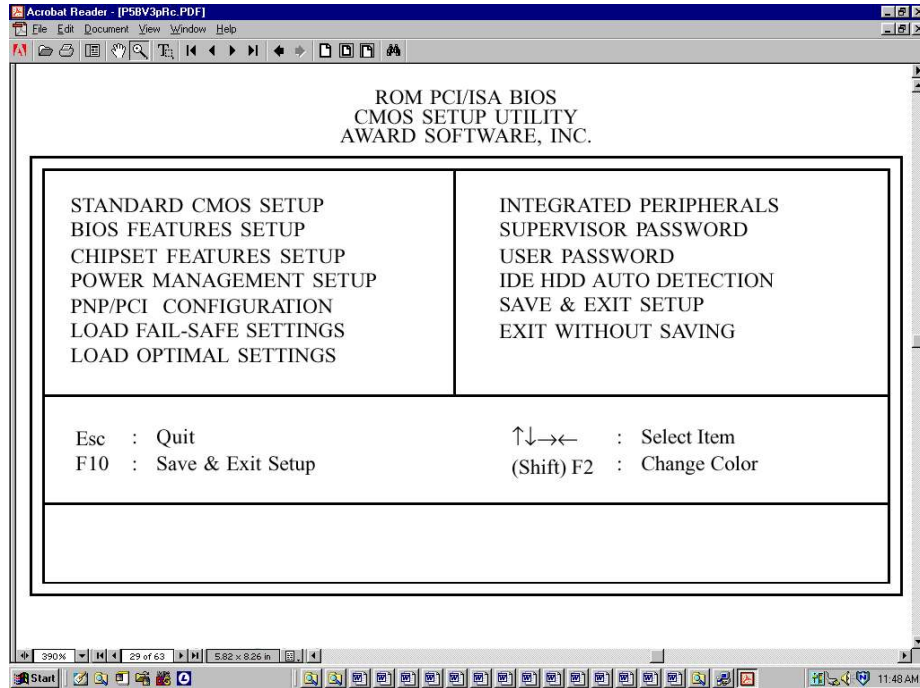 Acrobat Reader - [P5BV3pRc.PDF]
File Edit Document View Window Help
ROM PCI/ISA BIOS
CMOS SETUP UTILITY
AWARD SOFTWARE, INC.
STANDARD CMOS SETUP
BIOS FEATURES SETUP
CHIPSET FEATURES SETUP
POWER MANAGEMENT SETUP
PNP/PCI CONFIGURATION
LOAD FAIL-SAFE SETTINGS
LOAD OPTIMAL SETTINGS
INTEGRATED PERIPHERALS
SUPERVISOR PASSWORD
USER PASSWORD
IDE HDD AUTO DETECTION
SAVE & EXIT SETUP
EXIT WITHOUT SAVING
Esc : Quit
F10 : Save & Exit Setup
↑↓→← : Select Item
(Shift) F2 : Change Color
390% 29 of 63 5.82 x 8.26 in
Start 11:48 AM